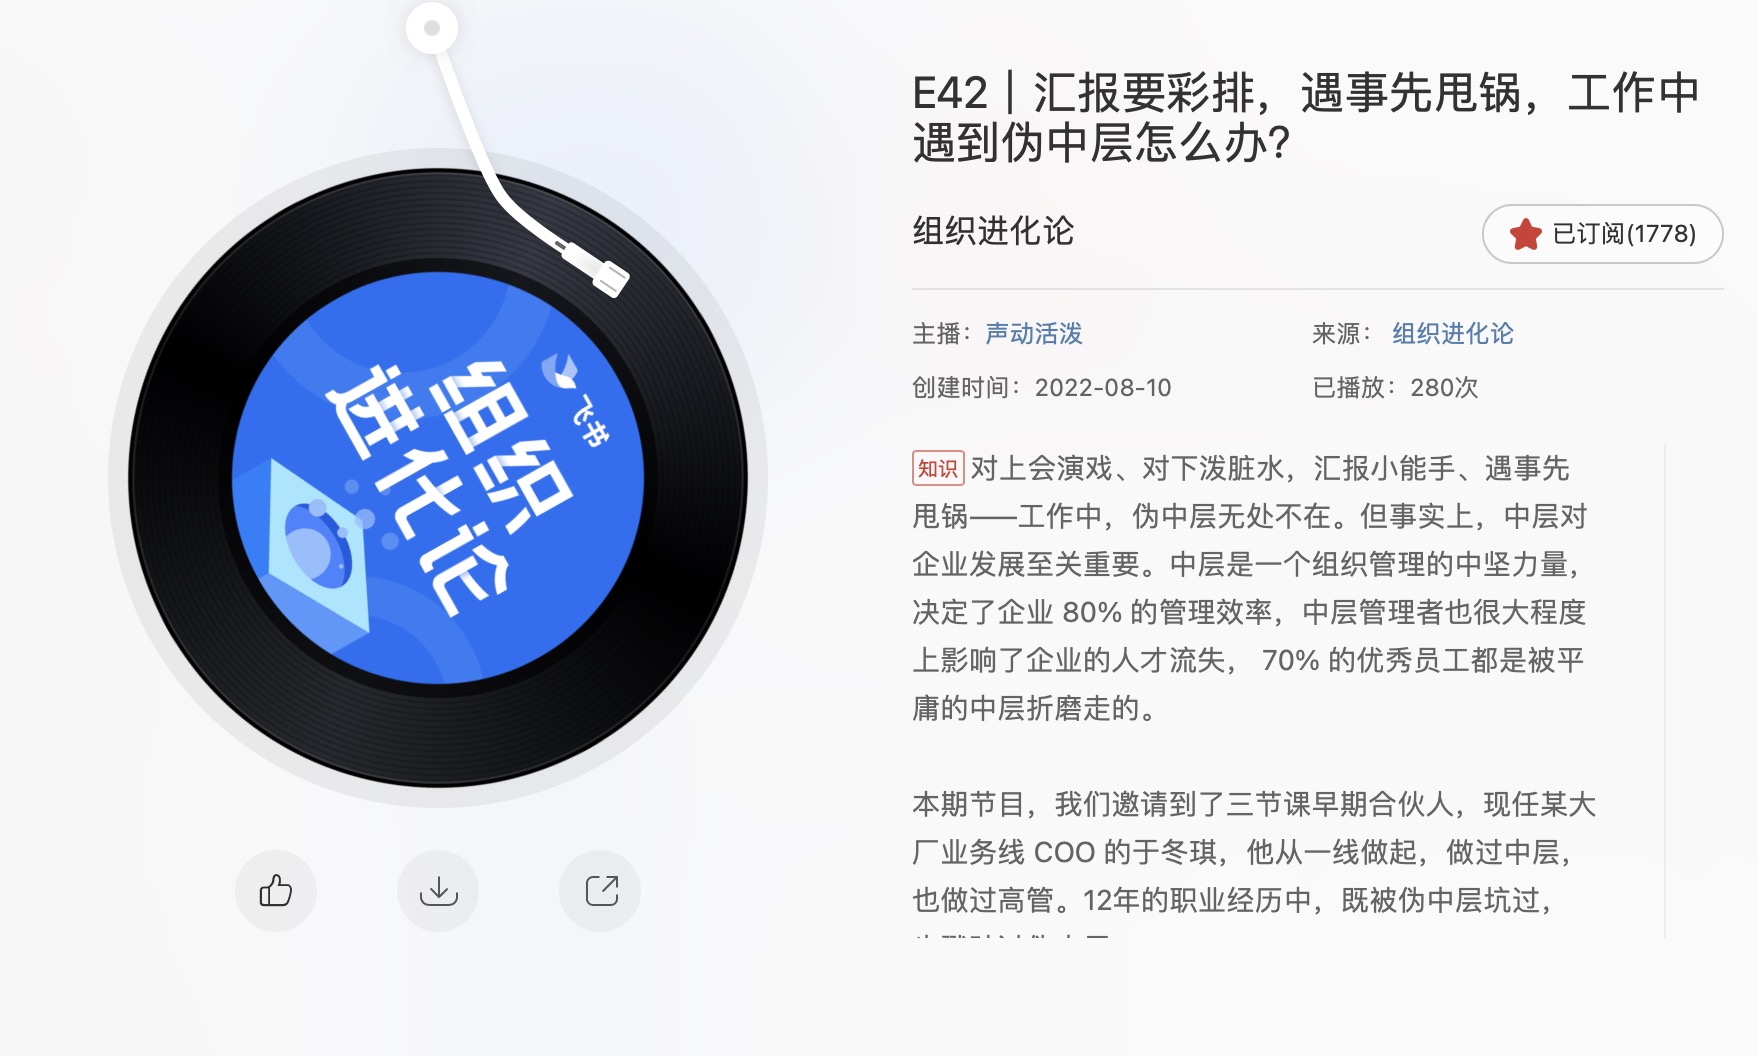 E42｜汇报要彩排，遇事先甩锅，工作中
遇到伪中层怎么办？
组织进化论
已订阅(1778)
主播：声动活泼
来源：组织进化论
创建时间：2022-08-10
已播放：280次
知识 对上会演戏、对下泼脏水，汇报小能手、遇事先
甩锅——工作中，伪中层无处不在。但事实上，中层对
企业发展至关重要。中层是一个组织管理的中坚力量，
决定了企业 80% 的管理效率，中层管理者也很大程度
上影响了企业的人才流失， 70% 的优秀员工都是被平
庸的中层折磨走的。
本期节目，我们邀请到了三节课早期合伙人，现任某大
厂业务线 COO 的于冬琪，他从一线做起，做过中层，
也做过高管。12年的职业经历中，既被伪中层坑过，
飞书
组织
进化论